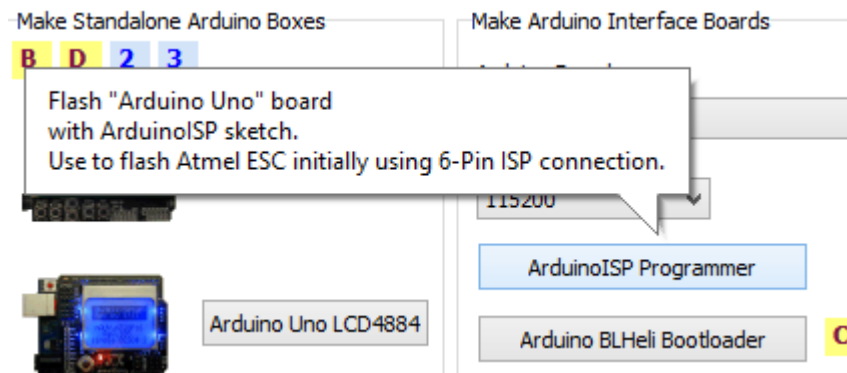 Make Standalone Arduino Boxes
Make Arduino Interface Boards
B D 2 3
Flash "Arduino Uno" board
with ArduinoISP sketch.
Use to flash Atmel ESC initially using 6-Pin ISP connection.
115200
ArduinoISP Programmer
Arduino Uno LCD4884
Arduino BLHeli Bootloader